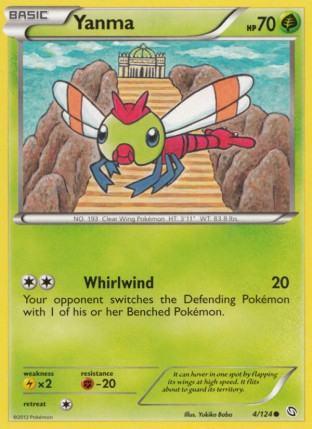 BASIC
Yanma
HP 70
NO. 193 Clear Wing Pokémon HT. 3'11" WT. 83.8 lbs.
Whirlwind 20
Your opponent switches the Defending Pokémon
with 1 of his or her Benched Pokémon.
weakness
×2
resistance
-20
retreat
It can hover in one spot by flapping
its wings at high speed. It flits
about to guard its territory.
©2012 Pokémon
Illus. Yukiko Baba
4/124